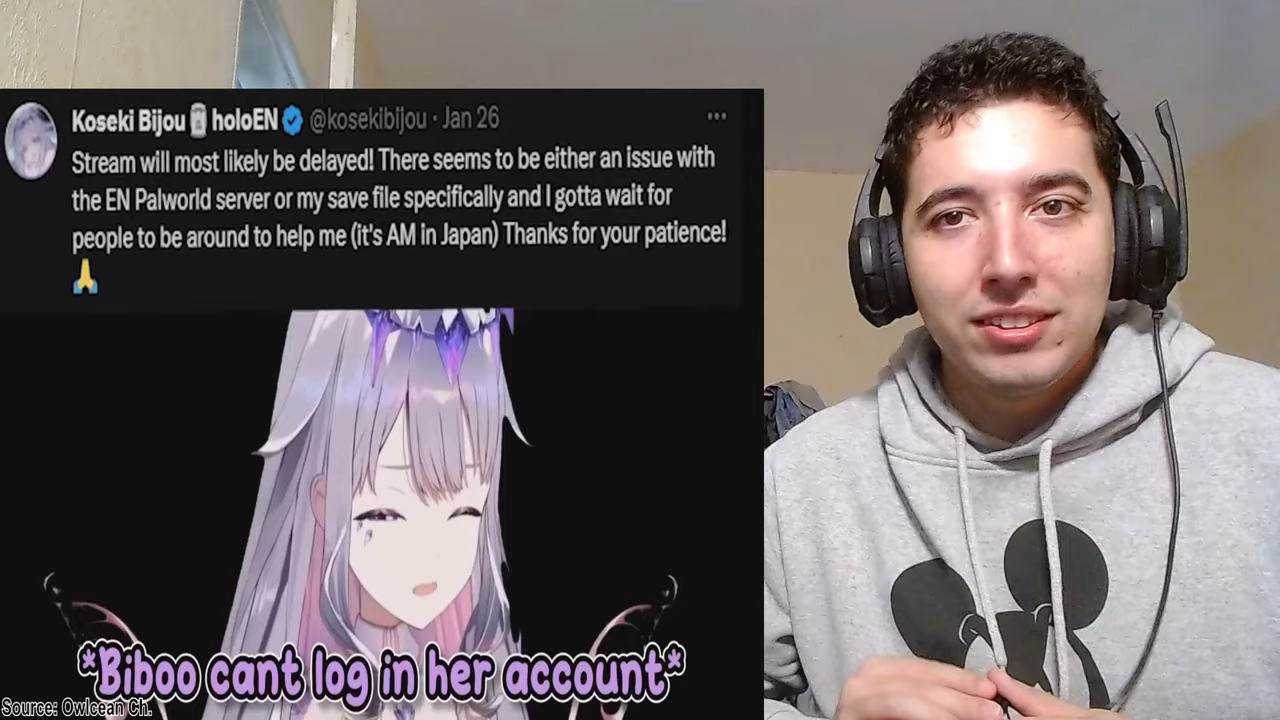 Koseki Bijou🗿holoEN @kosekibijou · Jan 26
Stream will most likely be delayed! There seems to be either an issue with
the EN Palworld server or my save file specifically and I gotta wait for
people to be around to help me (it's AM in Japan) Thanks for your patience!
🙏
*Biboo cant log in her account*
Source: Owlcean Ch.